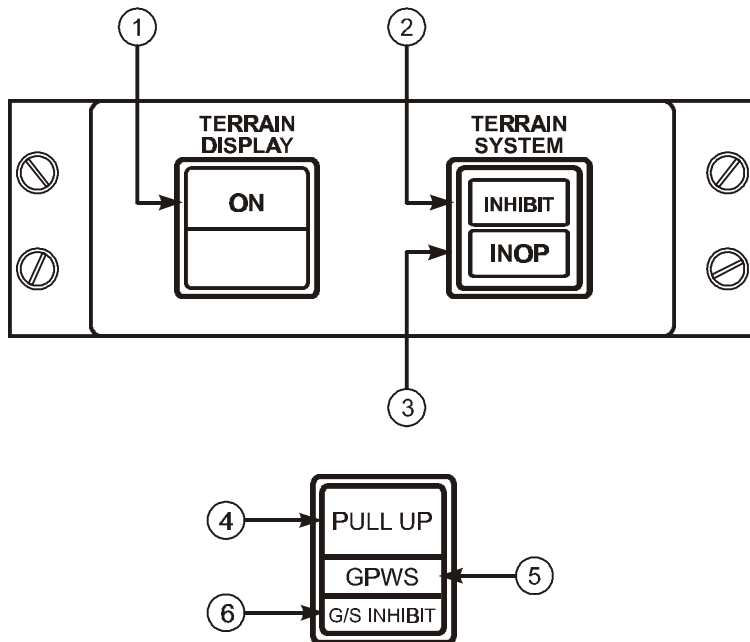 1
2
TERRAIN
DISPLAY
TERRAIN
SYSTEM
ON
INHIBIT
INOP
3
4
PULL UP
GPWS
5
6
G/S INHIBIT